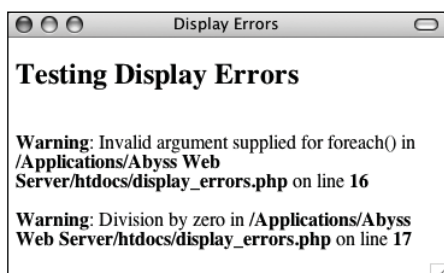 Display Errors
Testing Display Errors
Warning: Invalid argument supplied for foreach() in
/Applications/Abyss Web
Server/htdocs/display_errors.php on line 16
Warning: Division by zero in /Applications/Abyss
Web Server/htdocs/display_errors.php on line 17